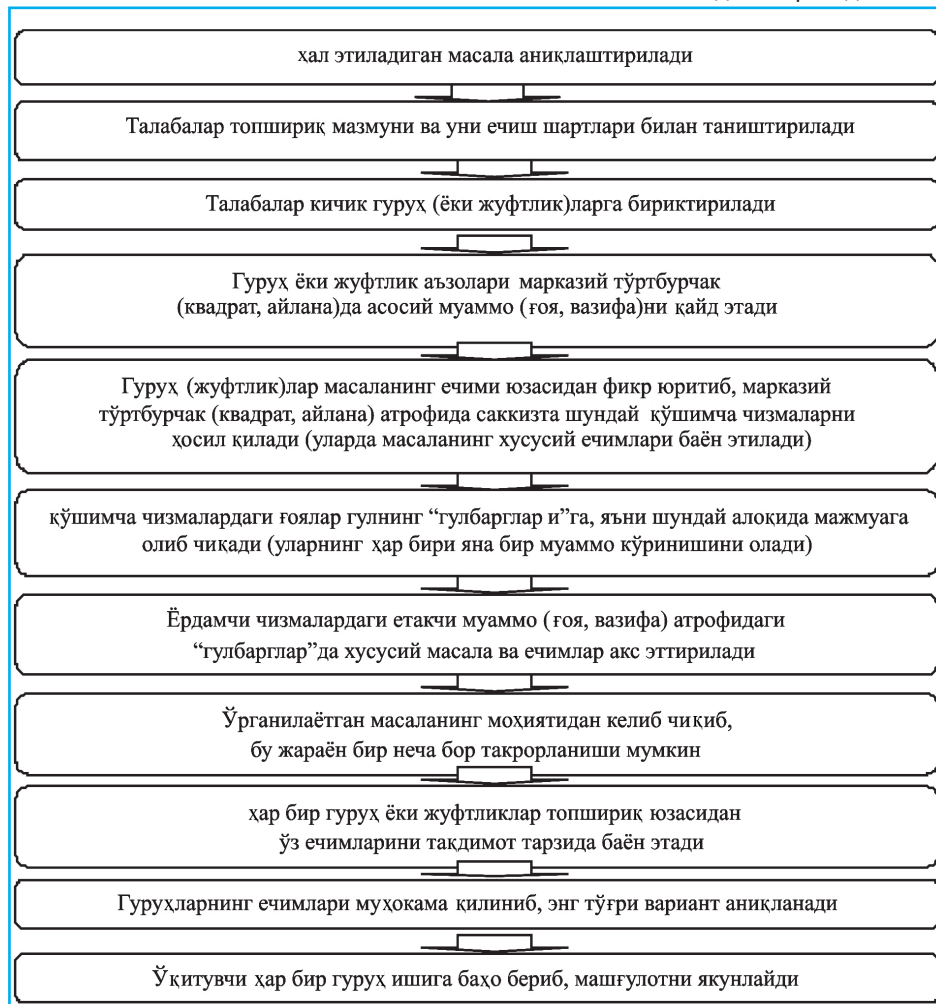 ҳал этиладиган масала аниқлаштирилади
Талабалар топшириқ мазмуни ва уни ечиш шартлари билан таништирилади
Талабалар кичик гуруҳ (ёки жуфтлик)ларга бириктирилади
Гуруҳ ёки жуфтлик аъзолари марказий тўртбурчак
(квадрат, айлана)да асосий муаммо (ғоя, вазифа)ни қайд этади
Гуруҳ (жуфтлик)лар масаланинг ечими юзасидан фикр юритиб, марказий
тўртбурчак (квадрат, айлана) атрофида саккизта шундай қўшимча чизмаларни
ҳосил қилади (уларда масаланинг хусусий ечимлари баён этилади)
қўшимча чизмалардаги ғоялар гулнинг “гулбарглар и”га, яъни шундай алоқида мажмуага
олиб чиқади (уларнинг ҳар бири яна бир муаммо кўринишини олади)
Ёрдамчи чизмалардаги етакчи муаммо (ғоя, вазифа) атрофидаги
“гулбарглар”да хусусий масала ва ечимлар акс эттирилади
Ўрганилаётган масаланинг моҳиятидан келиб чиқиб,
бу жараён бир неча бор такрорланиши мумкин
ҳар бир гуруҳ ёки жуфтликлар топшириқ юзасидан
ўз ечимларини тақдимот тарзида баён этади
Гуруҳларнинг ечимлари муҳокама қилиниб, энг тўғри вариант аниқланади
Ўқитувчи ҳар бир гуруҳ ишига баҳо бериб, машғулотни якунлайди